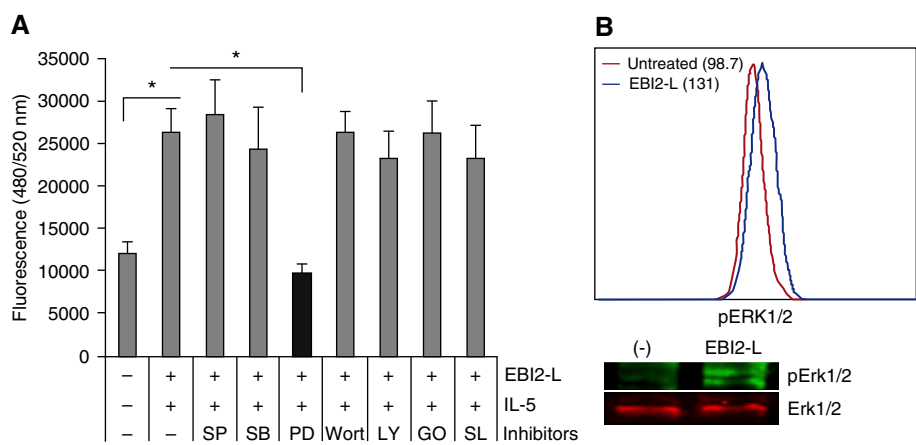 A
Fluorescence (480/520 nm)
35000
30000
25000
20000
15000
10000
5000
0
*
*
– + + + + + + + + EBI2-L
– + + + + + + + + IL-5
– – SP SB PD Wort LY GO SL Inhibitors
B
Untreated (98.7)
EBI2-L (131)
pERK1/2
(-) EBI2-L
pErk1/2
Erk1/2